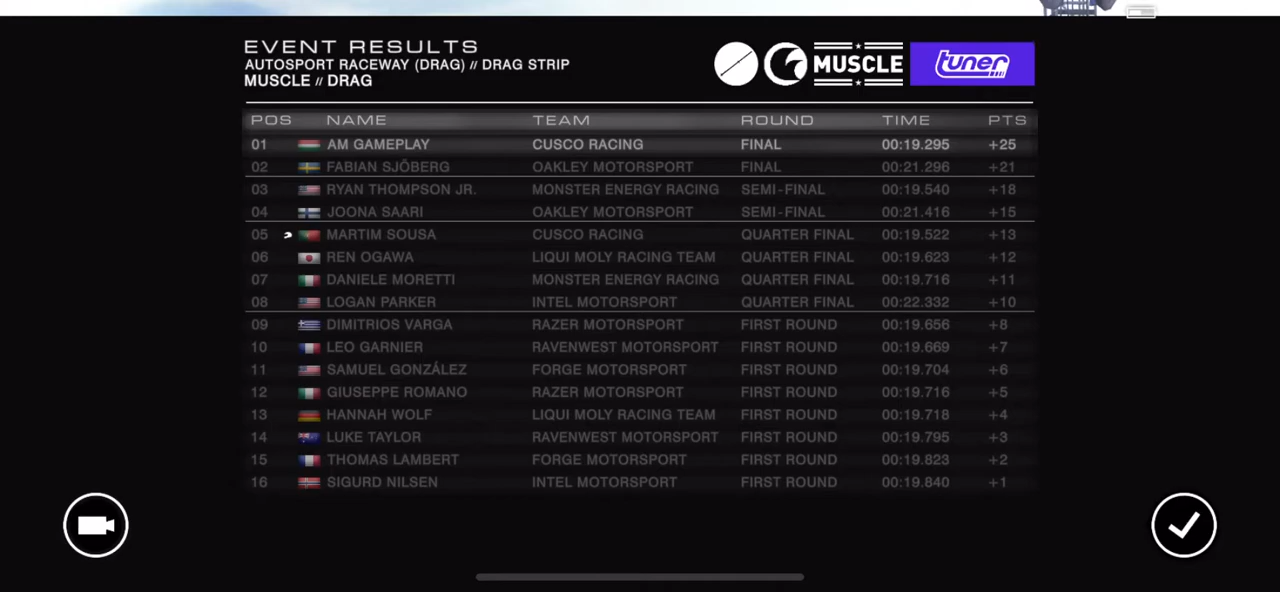 EVENT RESULTS
AUTOSPORT RACEWAY (DRAG) // DRAG STRIP
MUSCLE // DRAG
MUSCLE
tuner
POS NAME TEAM ROUND TIME PTS
01 AM GAMEPLAY CUSCO RACING FINAL 00:19.295 +25
02 FABIAN SJÖBERG OAKLEY MOTORSPORT FINAL 00:21.296 +21
03 RYAN THOMPSON JR. MONSTER ENERGY RACING SEMI-FINAL 00:19.540 +18
04 JOONA SAARI OAKLEY MOTORSPORT SEMI-FINAL 00:21.416 +15
05 MARTIM SOUSA CUSCO RACING QUARTER FINAL 00:19.522 +13
06 REN OGAWA LIQUI MOLY RACING TEAM QUARTER FINAL 00:19.623 +12
07 DANIELE MORETTI MONSTER ENERGY RACING QUARTER FINAL 00:19.716 +11
08 LOGAN PARKER INTEL MOTORSPORT QUARTER FINAL 00:22.332 +10
09 DIMITRIOS VARGA RAZER MOTORSPORT FIRST ROUND 00:19.656 +8
10 LEO GARNIER RAVENWEST MOTORSPORT FIRST ROUND 00:19.669 +7
11 SAMUEL GONZÁLEZ FORGE MOTORSPORT FIRST ROUND 00:19.704 +6
12 GIUSEPPE ROMANO RAZER MOTORSPORT FIRST ROUND 00:19.716 +5
13 HANNAH WOLF LIQUI MOLY RACING TEAM FIRST ROUND 00:19.718 +4
14 LUKE TAYLOR RAVENWEST MOTORSPORT FIRST ROUND 00:19.795 +3
15 THOMAS LAMBERT FORGE MOTORSPORT FIRST ROUND 00:19.823 +2
16 SIGURD NILSEN INTEL MOTORSPORT FIRST ROUND 00:19.840 +1